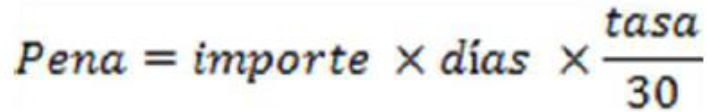 Pena = importe × días × tasa/30